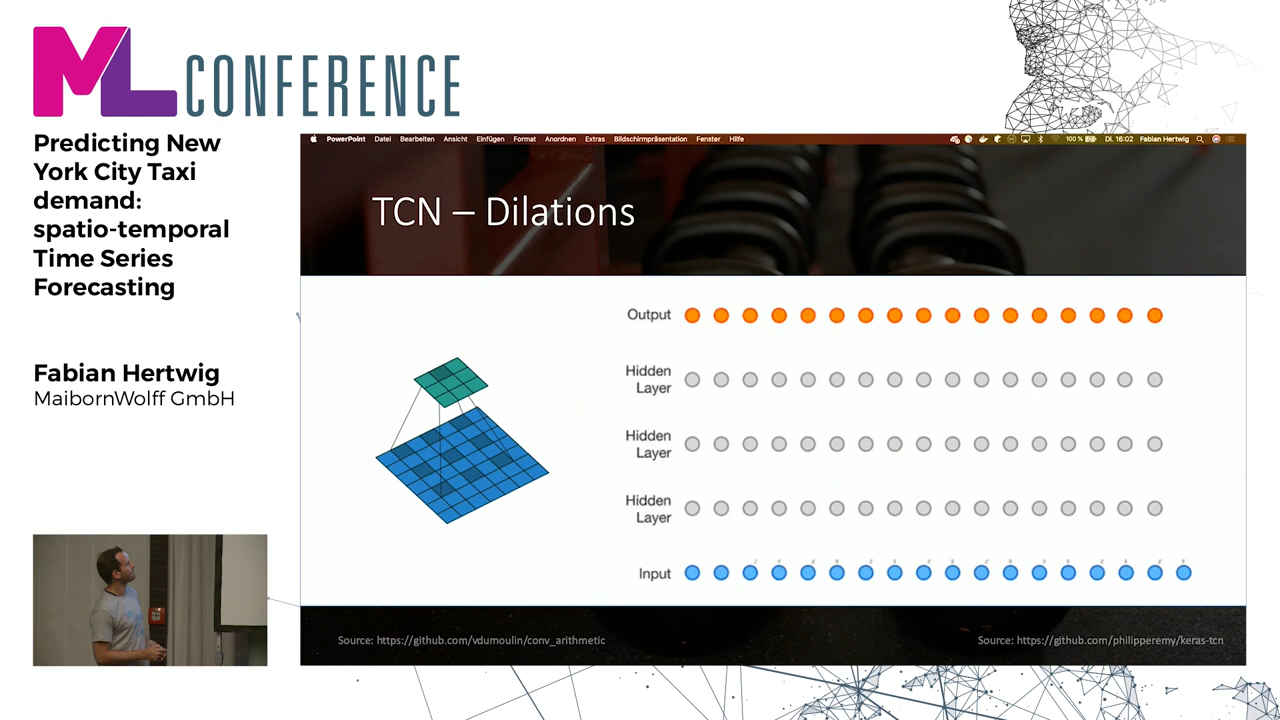 ML CONFERENCE
Predicting New
York City Taxi
demand:
spatio-temporal
Time Series
Forecasting
Fabian Hertwig
MaibornWolff GmbH
PowerPoint Datei Bearbeiten Ansicht Einfügen Format Anordnen Extras Bildschirmpräsentation Fenster Hilfe 100 % Di. 16:02 Fabian Hertwig
TCN – Dilations
Output
Hidden
Layer
Hidden
Layer
Hidden
Layer
Input
Source: https://github.com/vdumoulin/conv_arithmetic
Source: https://github.com/philipperemy/keras-tcn